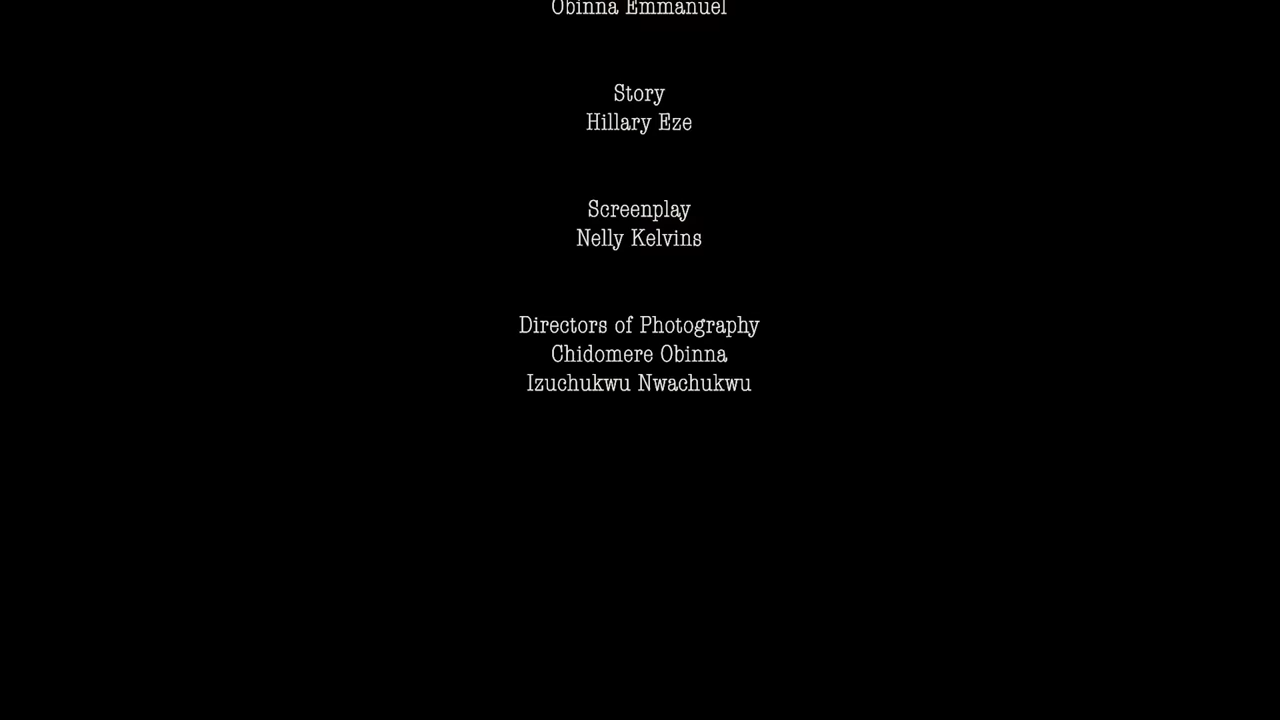 Obinna Emmanuel
Story
Hillary Eze
Screenplay
Nelly Kelvins
Directors of Photography
Chidomere Obinna
Izuchukwu Nwachukwu